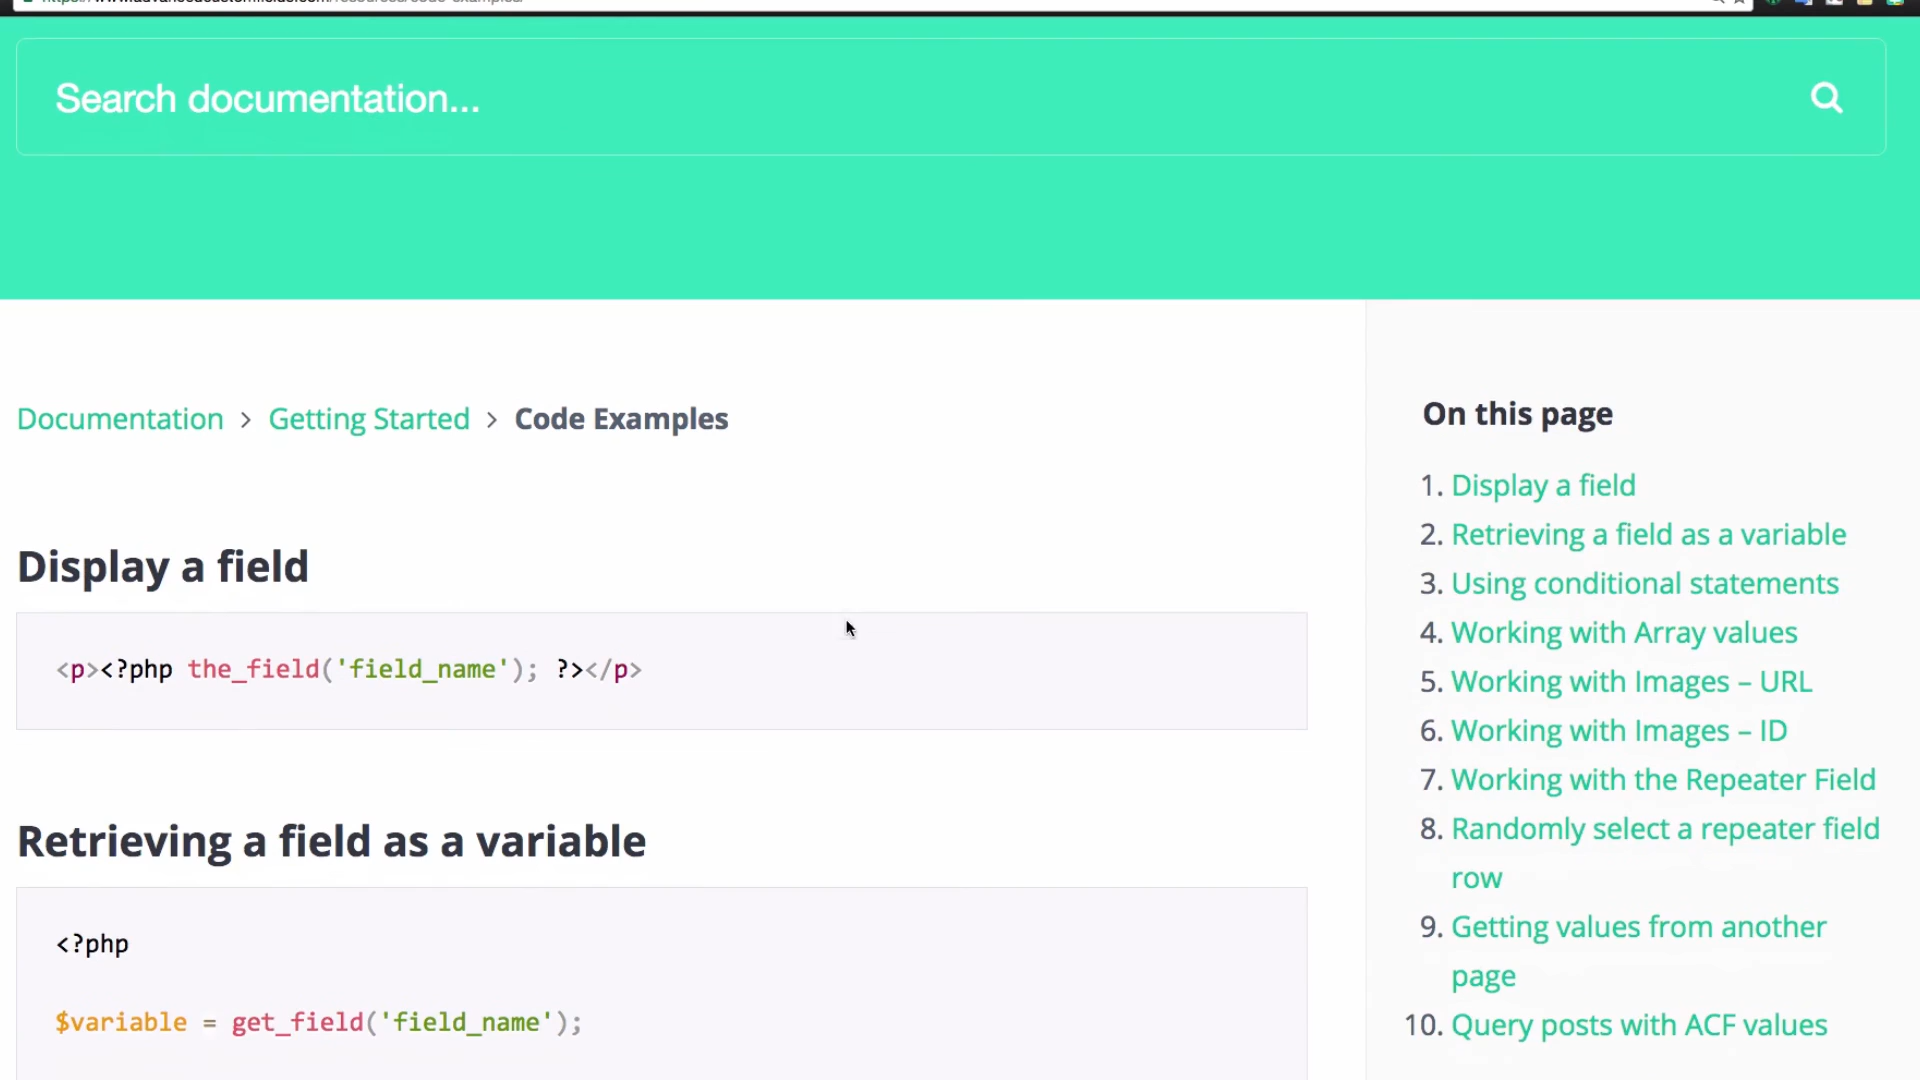 Search documentation...
Documentation > Getting Started > Code Examples
Display a field
<p><?php the_field('field_name'); ?></p>
Retrieving a field as a variable
<?php
$variable = get_field('field_name');
On this page
1. Display a field
2. Retrieving a field as a variable
3. Using conditional statements
4. Working with Array values
5. Working with Images – URL
6. Working with Images – ID
7. Working with the Repeater Field
8. Randomly select a repeater field
row
9. Getting values from another
page
10. Query posts with ACF values